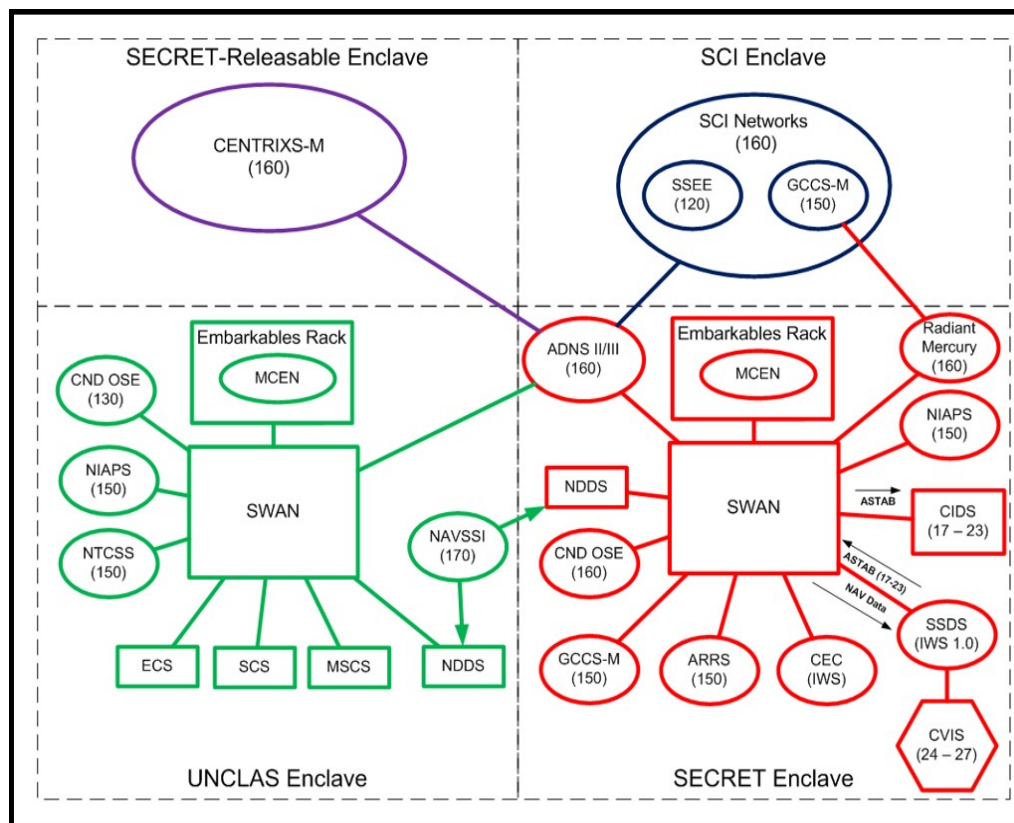 SECRET-Releasable Enclave
CENTRIXS-M
(160)
SCI Enclave
SCI Networks
(160)
SSEE
(120)
GCCS-M
(150)
Embarkables Rack
MCEN
CND OSE
(130)
NIAPS
(150)
NTCSS
(150)
SWAN
NAVSSI
(170)
ECS
SCS
MSCS
NDDS
UNCLAS Enclave
ADNS II/III
(160)
Embarkables Rack
MCEN
Radiant
Mercury
(160)
NIAPS
(150)
NDDS
SWAN
ASTAB
CIDS
(17 – 23)
CND OSE
(160)
ASTAB (17-23)
NAV Data
SSDS
(IWS 1.0)
GCCS-M
(150)
ARRS
(150)
CEC
(IWS)
CVIS
(24 – 27)
SECRET Enclave